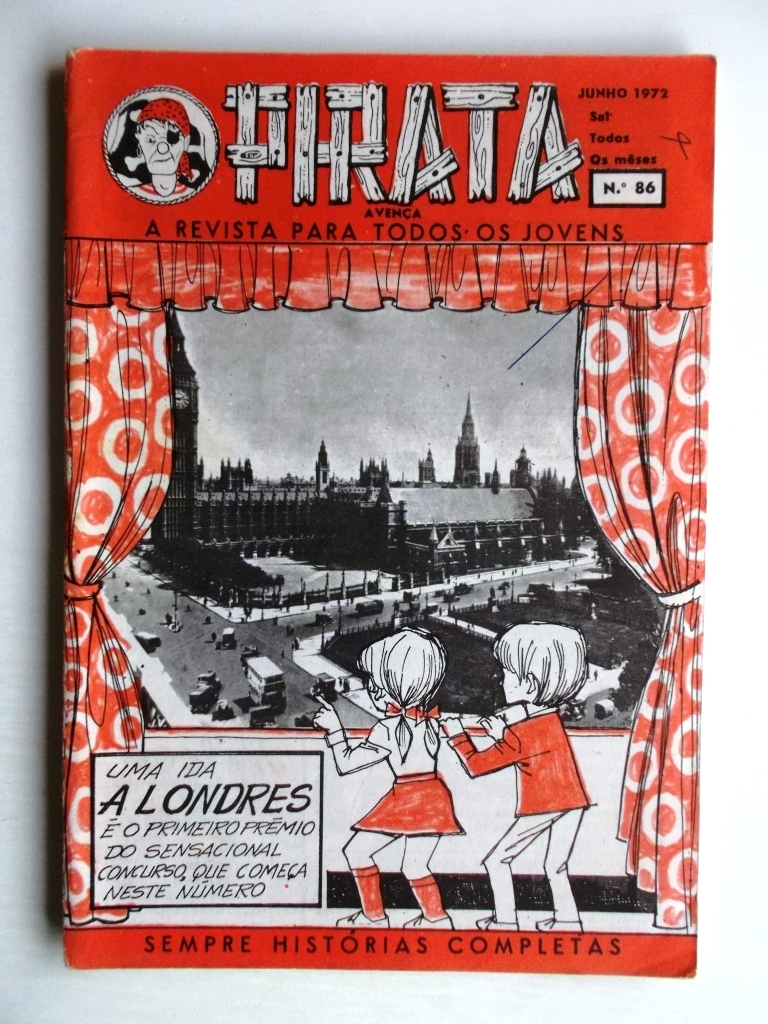 O PIRATA
JUNHO 1972
Sai
Todos
Os mêses
N.º 86
AVENÇA
A REVISTA PARA TODOS OS JOVENS
UMA IDA
A LONDRES
É O PRIMEIRO PRÉMIO
DO SENSACIONAL
CONCURSO, QUE COMEÇA
NESTE NÚMERO
SEMPRE HISTÓRIAS COMPLETAS